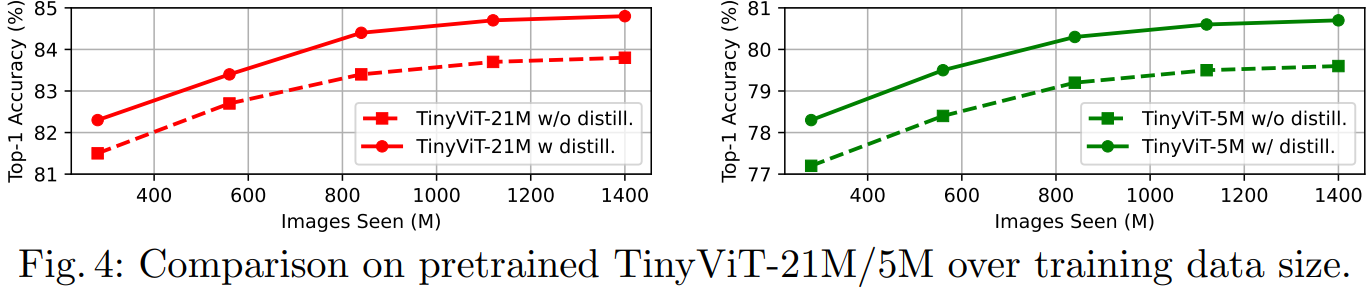 Top-1 Accuracy (%)
85
84
83
82
81
TinyViT-21M w/o distill.
TinyViT-21M w distill.
400 600 800 1000 1200 1400
Images Seen (M)
Top-1 Accuracy (%)
81
80
79
78
77
TinyViT-5M w/o distill.
TinyViT-5M w/ distill.
400 600 800 1000 1200 1400
Images Seen (M)
Fig. 4: Comparison on pretrained TinyViT-21M/5M over training data size.